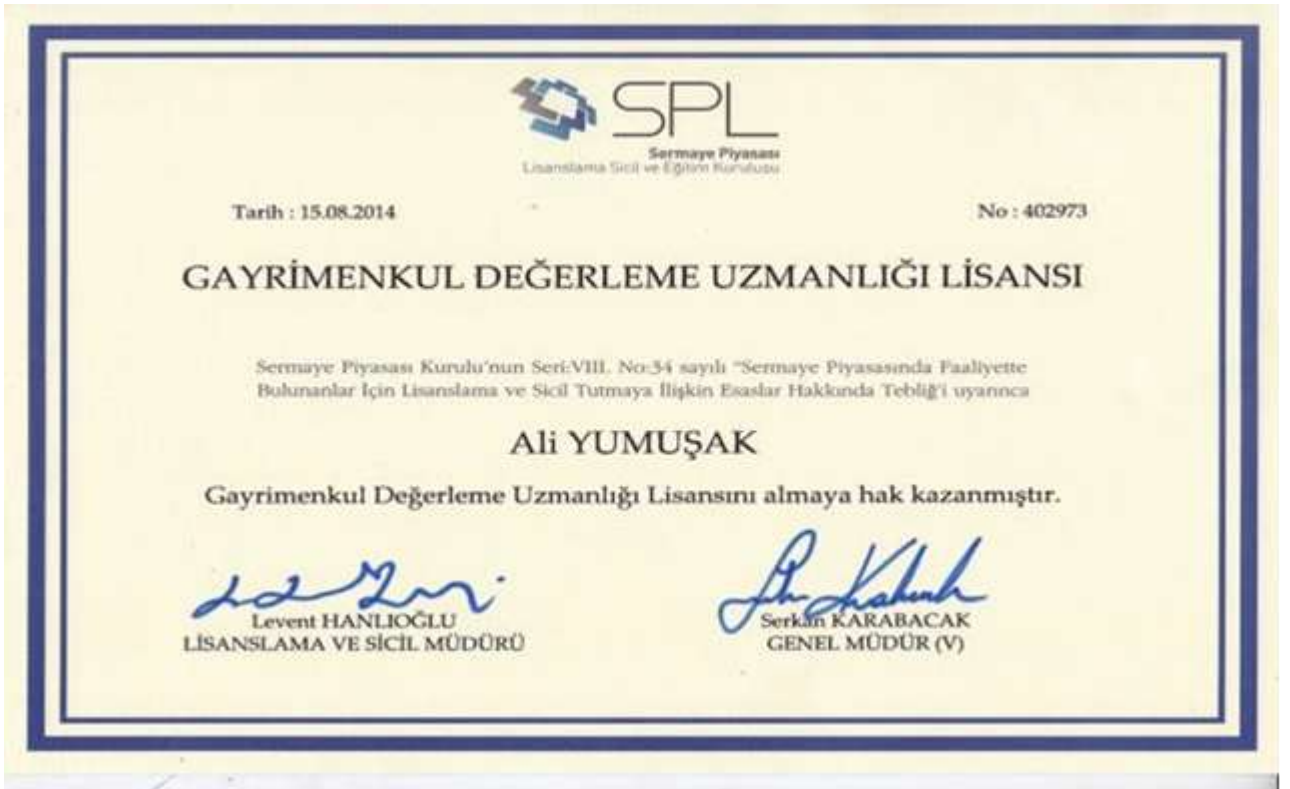 SPL
Sermaye Piyasası
Lisanslama Sicil ve Eğitim Kuruluşu
Tarih : 15.08.2014
No : 402973
GAYRİMENKUL DEĞERLEME UZMANLIĞI LİSANSI
Sermaye Piyasası Kurulu'nun Seri:VIII. No:34 sayılı "Sermaye Piyasasında Faaliyette
Bulunanlar İçin Lisanslama ve Sicil Tutmaya İlişkin Esaslar Hakkında Tebliğ'i uyarınca
Ali YUMUŞAK
Gayrimenkul Değerleme Uzmanlığı Lisansını almaya hak kazanmıştır.
Levent HANLIOĞLU
LİSANSLAMA VE SİCİL MÜDÜRÜ
Serkan KARABACAK
GENEL MÜDÜR (V)